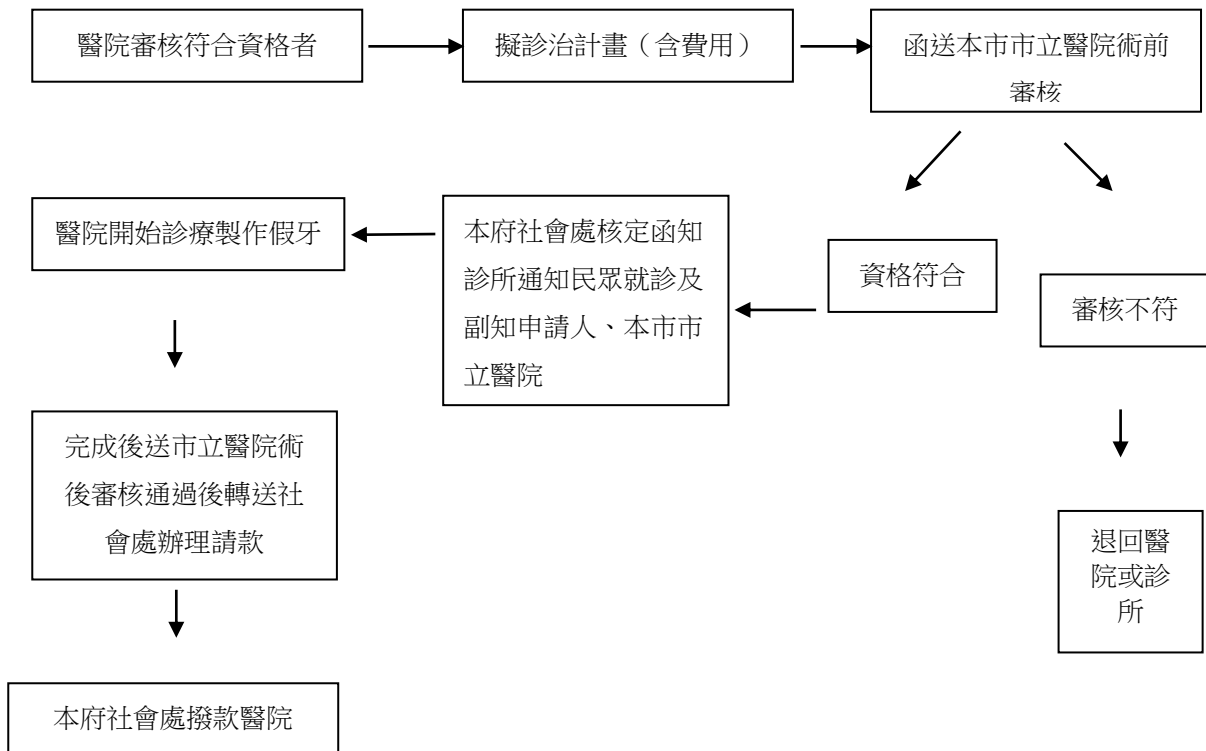 醫院審核符合資格者
擬診治計畫（含費用）
函送本市市立醫院術前
審核
資格符合
審核不符
本府社會處核定函知
診所通知民眾就診及
副知申請人、本市市
立醫院
醫院開始診療製作假牙
完成後送市立醫院術
後審核通過後轉送社
會處辦理請款
退回醫
院或診
所
本府社會處撥款醫院